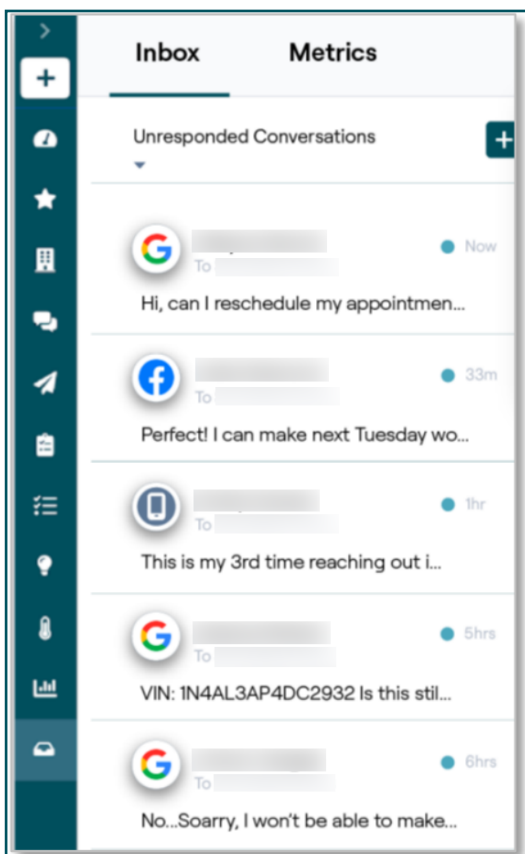 Inbox Metrics
Unresponded Conversations
Now
To
Hi, can I reschedule my appointmen...
33m
To
Perfect! I can make next Tuesday wo...
1hr
To
This is my 3rd time reaching out i...
5hrs
To
VIN: 1N4AL3AP4DC2932 Is this stil...
6hrs
To
No...Soarry, I won't be able to make...